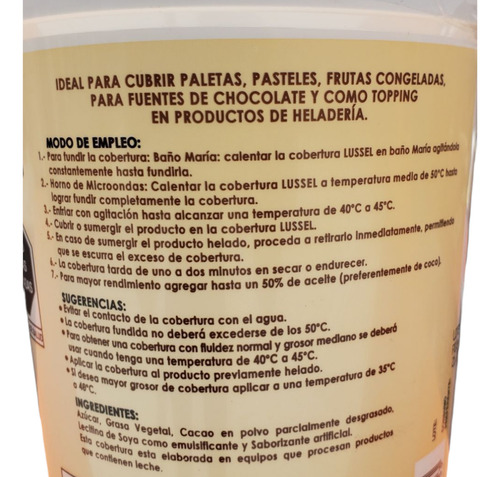 IDEAL PARA CUBRIR PALETAS, PASTELES, FRUTAS CONGELADAS,
PARA FUENTES DE CHOCOLATE Y COMO TOPPING
EN PRODUCTOS DE HELADERÍA.
MODO DE EMPLEO:
1.- Para fundir la cobertura: Baño María: calentar la cobertura LUSSEL en baño María agitándola
constantemente hasta fundirla.
2.- Horno de Microondas: Calentar la cobertura LUSSEL a temperatura media de 50°C hasta
lograr fundir completamente la cobertura.
3.- Enfriar con agitación hasta alcanzar una temperatura de 40°C a 45°C.
4.- Cubrir o sumergir el producto en la cobertura LUSSEL.
5.- En caso de sumergir el producto helado, proceda a retirarlo inmediatamente, permitiendo
que se escurra el exceso de cobertura.
6.- La cobertura tarda de uno a dos minutos en secar o endurecer.
7.- Para mayor rendimiento agregar hasta un 50% de aceite (preferentemente de coco).
SUGERENCIAS:
• Evitar el contacto de la cobertura con el agua.
• La cobertura fundida no deberá excederse de los 50°C.
• Para obtener una cobertura con fluidez normal y grosor mediano se deberá
usar cuando tenga una temperatura de 40°C a 45°C.
• Aplicar la cobertura al producto previamente helado.
• Si desea mayor grosor de cobertura aplicar a una temperatura de 35°C
a 48°C.
INGREDIENTES:
Azúcar, Grasa Vegetal, Cacao en polvo parcialmente desgrasado,
Lecitina de Soya como emulsificante y Saborizante artificial.
Esta cobertura esta elaborada en equipos que procesan productos
que contienen leche.
LOTE: